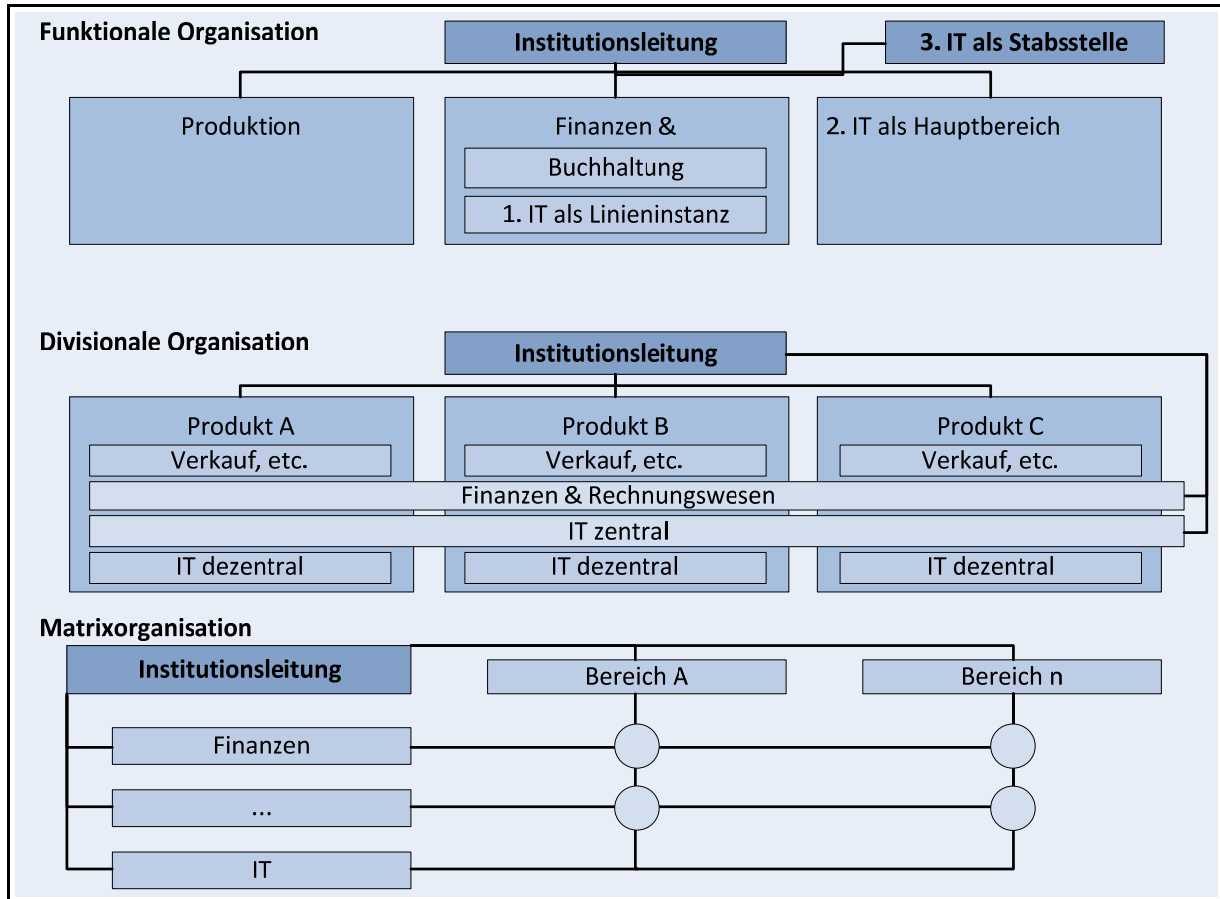 Funktionale Organisation
Institutionsleitung
3. IT als Stabsstelle
Produktion
Finanzen &
2. IT als Hauptbereich
Buchhaltung
1. IT als Linieninstanz
Divisionale Organisation
Institutionsleitung
Produkt A
Produkt B
Produkt C
Verkauf, etc.
Verkauf, etc.
Verkauf, etc.
Finanzen & Rechnungswesen
IT zentral
IT dezentral
IT dezentral
IT dezentral
Matrixorganisation
Institutionsleitung
Bereich A
Bereich n
Finanzen
...
IT